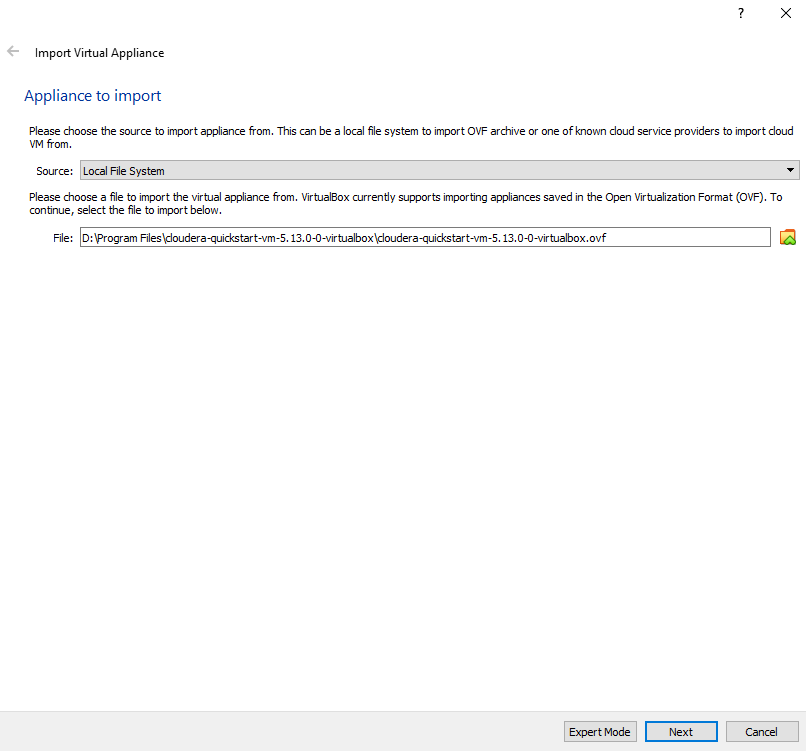 ?
Import Virtual Appliance
Appliance to import
Please choose the source to import appliance from. This can be a local file system to import OVF archive or one of known cloud service providers to import cloud
VM from.
Source: Local File System
Please choose a file to import the virtual appliance from. VirtualBox currently supports importing appliances saved in the Open Virtualization Format (OVF). To
continue, select the file to import below.
File: D:\Program Files\cloudera-quickstart-vm-5.13.0-0-virtualbox\cloudera-quickstart-vm-5.13.0-0-virtualbox.ovf
Expert Mode Next Cancel